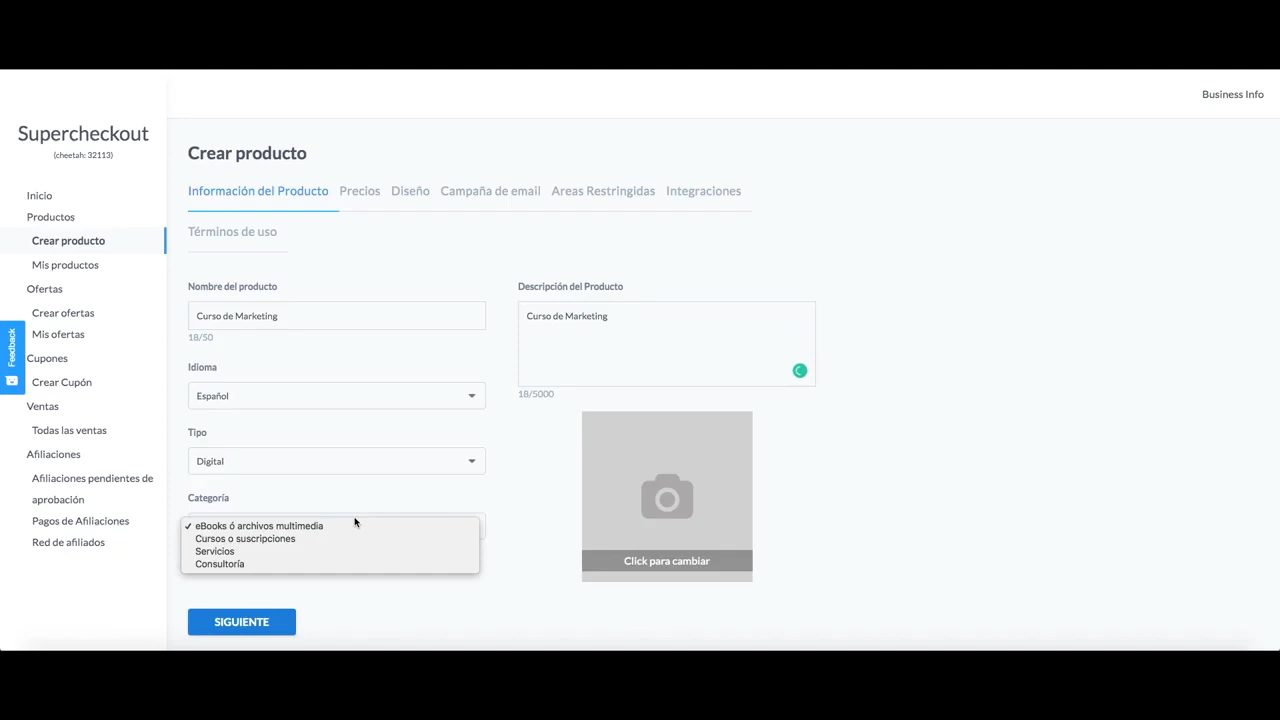 Business Info
Supercheckout
(cheetah: 32113)
Inicio
Productos
Crear producto
Mis productos
Ofertas
Crear ofertas
Mis ofertas
Cupones
Crear Cupón
Ventas
Todas las ventas
Afiliaciones
Afiliaciones pendientes de
aprobación
Pagos de Afiliaciones
Red de afiliados
Feedback
Crear producto
Información del Producto Precios Diseño Campaña de email Areas Restringidas Integraciones
Términos de uso
Nombre del producto
Curso de Marketing
18/50
Idioma
Español
Tipo
Digital
Categoría
✓ eBooks ó archivos multimedia
Cursos o suscripciones
Servicios
Consultoría
SIGUIENTE
Descripción del Producto
Curso de Marketing
18/5000
Click para cambiar